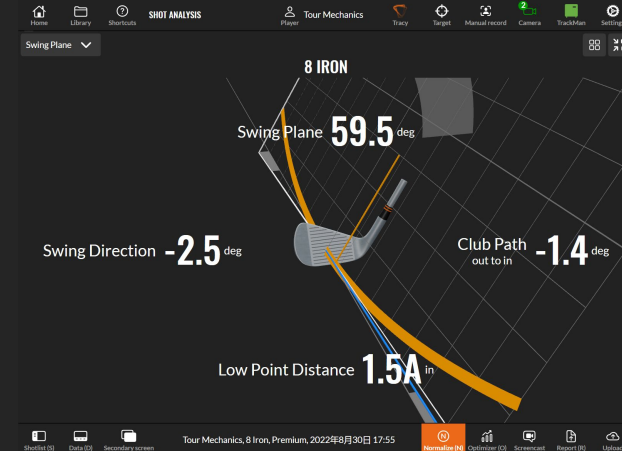 Home
Library
Shortcuts
SHOT ANALYSIS
Player
Tour Mechanics
Tracy
Target
Manual record
2
Camera
TrackMan
Setting
Swing Plane
8 IRON
Swing Plane 59.5 deg
Swing Direction -2.5 deg
Club Path -1.4 deg
out to in
Low Point Distance 1.5A in
Shotlist (S)
Data (D)
Secondary screen
Tour Mechanics, 8 Iron, Premium, 2022年8月30日 17:55
N
Normalize (N)
Optimizer (O)
Screencast
Report (R)
Upload